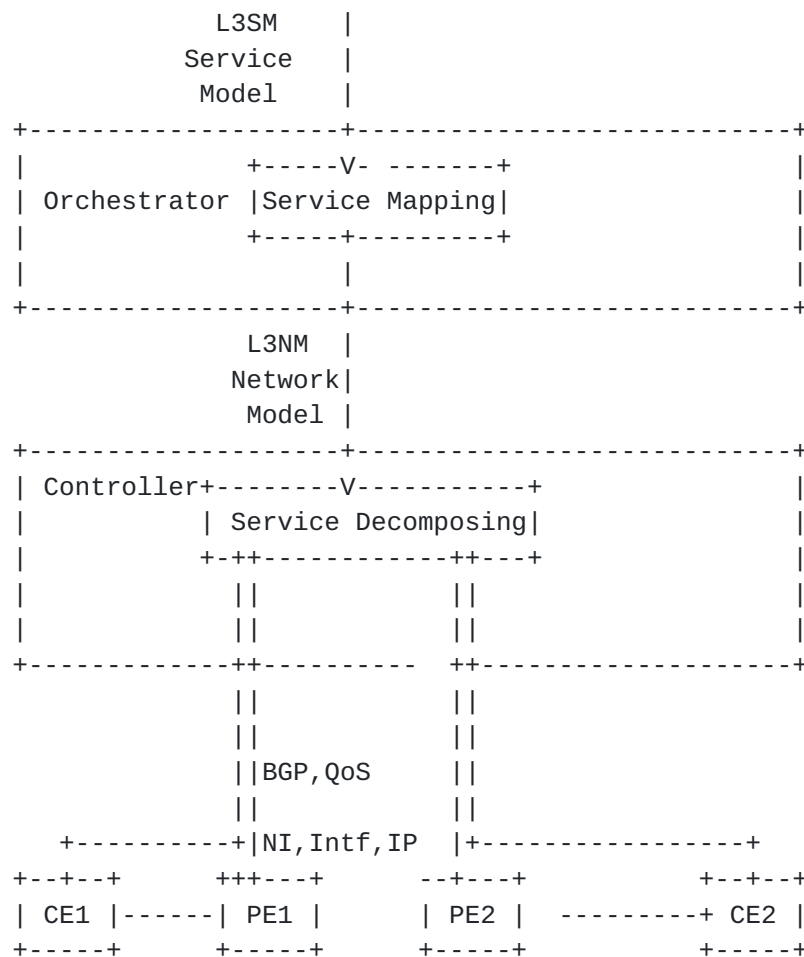 L3SM
Service
Model
Orchestrator Service Mapping
L3NM
Network
Model
Controller
Service Decomposing
BGP,QoS
NI,Intf,IP
CE1 PE1 PE2 CE2